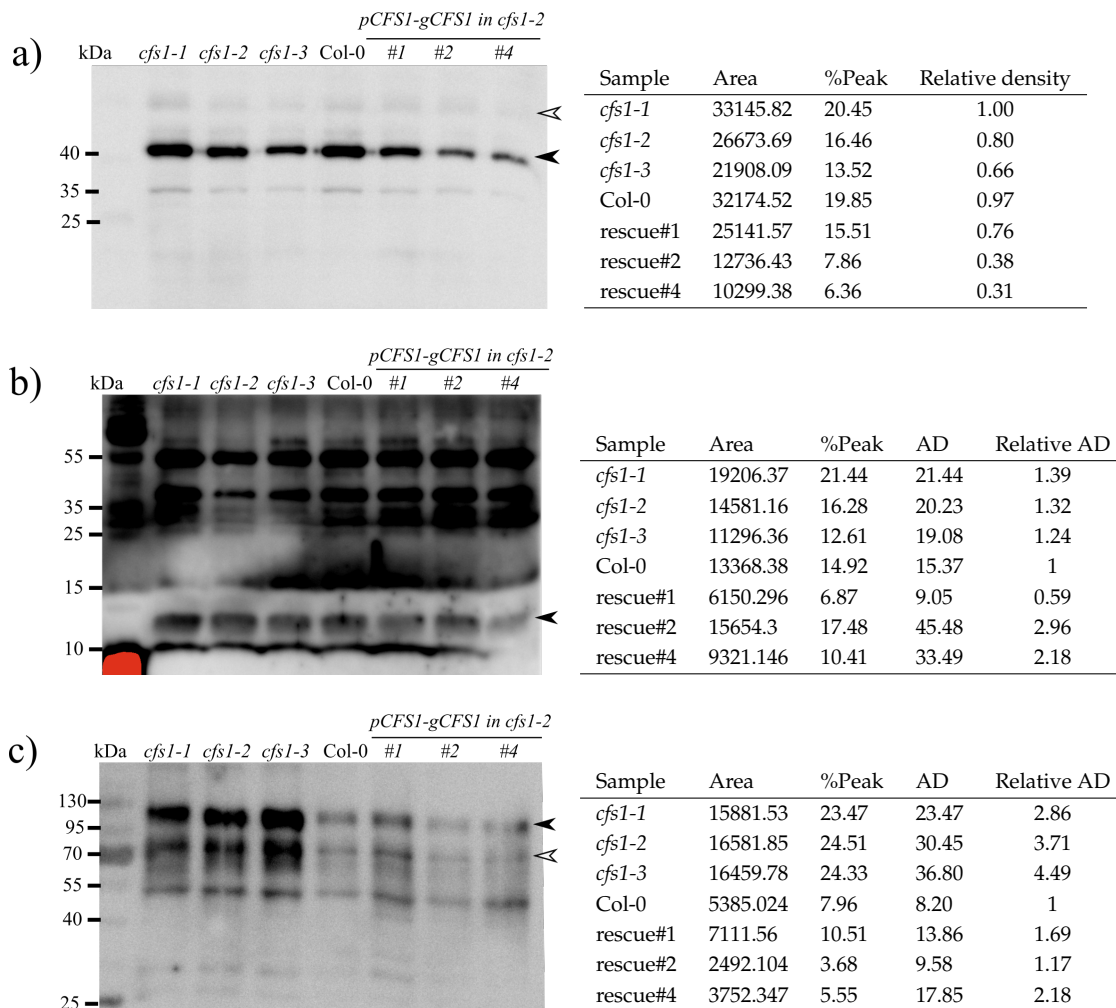 a)
pCFS1-gCFS1 in cfs1-2
kDa cfs1-1 cfs1-2 cfs1-3 Col-0 #1 #2 #4
40
35
25
Sample Area %Peak Relative density
cfs1-1 33145.82 20.45 1.00
cfs1-2 26673.69 16.46 0.80
cfs1-3 21908.09 13.52 0.66
Col-0 32174.52 19.85 0.97
rescue#1 25141.57 15.51 0.76
rescue#2 12736.43 7.86 0.38
rescue#4 10299.38 6.36 0.31
b)
pCFS1-gCFS1 in cfs1-2
kDa cfs1-1 cfs1-2 cfs1-3 Col-0 #1 #2 #4
55
35
25
15
10
Sample Area %Peak AD Relative AD
cfs1-1 19206.37 21.44 21.44 1.39
cfs1-2 14581.16 16.28 20.23 1.32
cfs1-3 11296.36 12.61 19.08 1.24
Col-0 13368.38 14.92 15.37 1
rescue#1 6150.296 6.87 9.05 0.59
rescue#2 15654.3 17.48 45.48 2.96
rescue#4 9321.146 10.41 33.49 2.18
c)
pCFS1-gCFS1 in cfs1-2
kDa cfs1-1 cfs1-2 cfs1-3 Col-0 #1 #2 #4
130
95
70
55
40
25
Sample Area %Peak AD Relative AD
cfs1-1 15881.53 23.47 23.47 2.86
cfs1-2 16581.85 24.51 30.45 3.71
cfs1-3 16459.78 24.33 36.80 4.49
Col-0 5385.024 7.96 8.20 1
rescue#1 7111.56 10.51 13.86 1.69
rescue#2 2492.104 3.68 9.58 1.17
rescue#4 3752.347 5.55 17.85 2.18